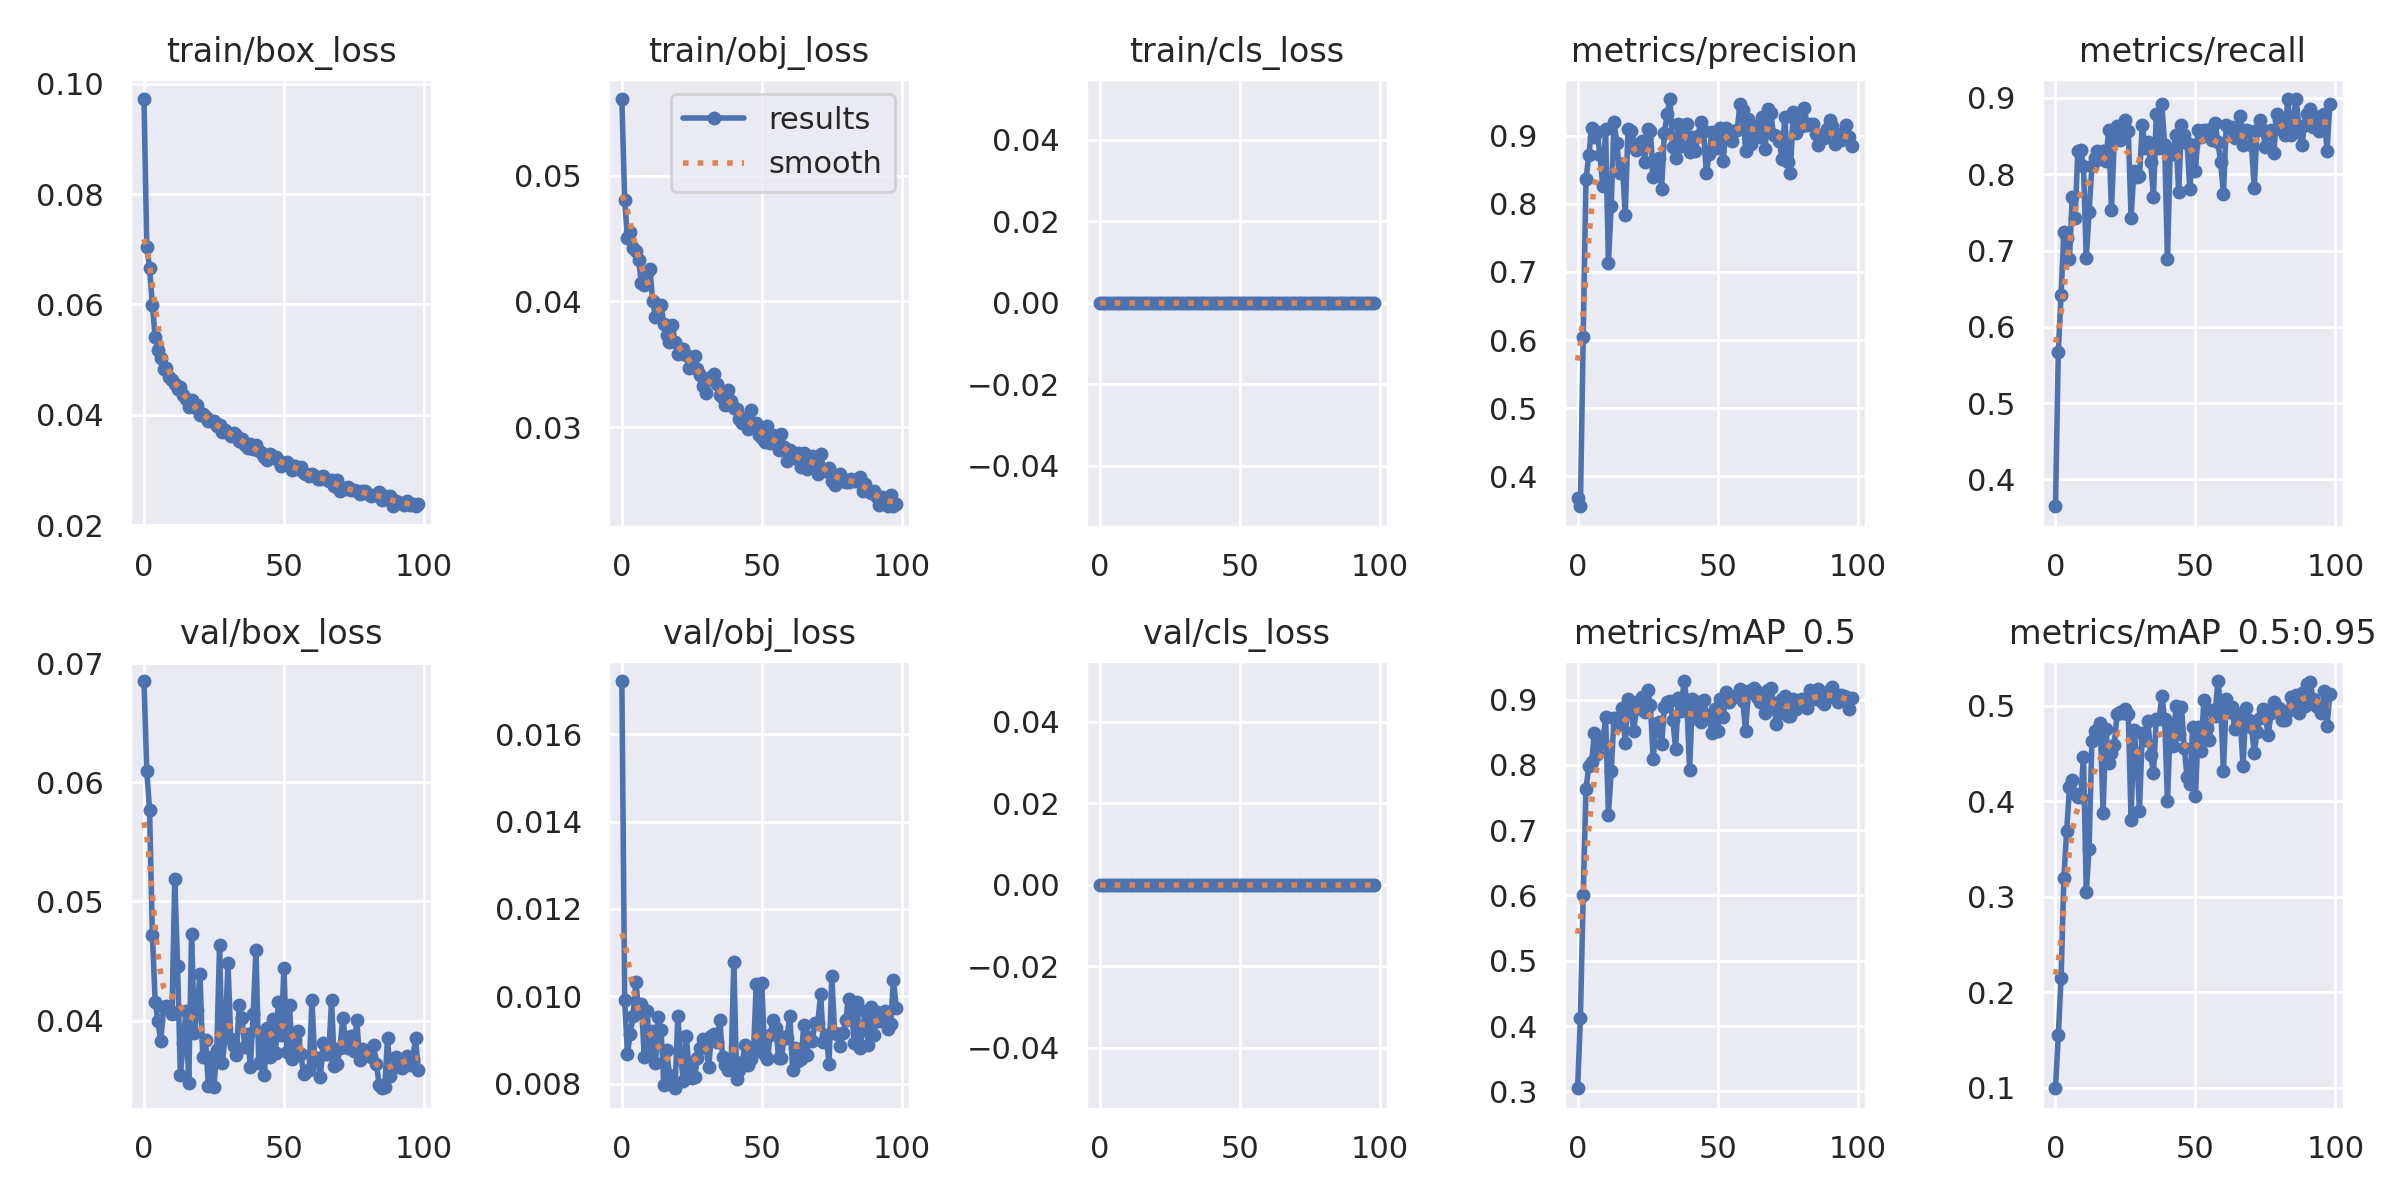 train/box_loss
0.10
0.08
0.06
0.04
0.02
0 50 100
train/obj_loss
results
smooth
0.05
0.04
0.03
0 50 100
train/cls_loss
0.04
0.02
0.00
−0.02
−0.04
0 50 100
metrics/precision
0.9
0.8
0.7
0.6
0.5
0.4
0 50 100
metrics/recall
0.9
0.8
0.7
0.6
0.5
0.4
0 50 100
val/box_loss
0.07
0.06
0.05
0.04
0 50 100
val/obj_loss
0.016
0.014
0.012
0.010
0.008
0 50 100
val/cls_loss
0.04
0.02
0.00
−0.02
−0.04
0 50 100
metrics/mAP_0.5
0.9
0.8
0.7
0.6
0.5
0.4
0.3
0 50 100
metrics/mAP_0.5:0.95
0.5
0.4
0.3
0.2
0.1
0 50 100